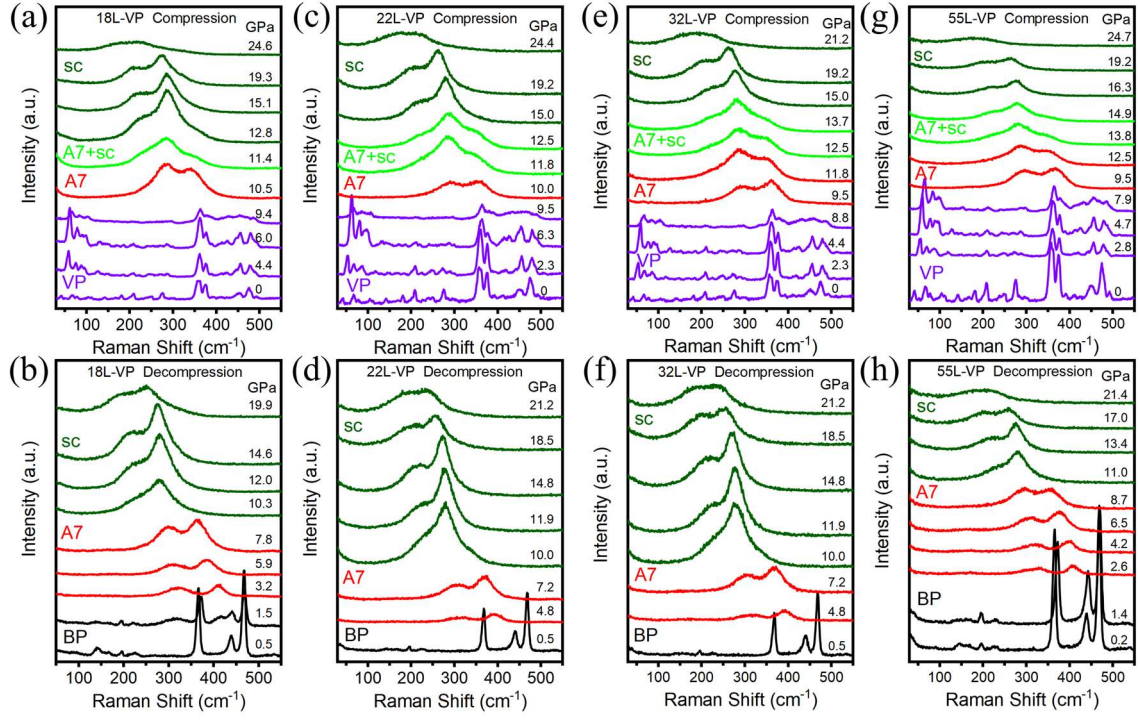 (a)
18L-VP Compression
GPa
24.6
sc
19.3
15.1
12.8
A7+sc
11.4
A7
10.5
9.4
6.0
4.4
VP
0
100 200 300 400 500
Raman Shift (cm⁻¹)
Intensity (a.u.)
(c)
22L-VP Compression
GPa
24.4
sc
19.2
15.0
12.5
A7+sc
11.8
A7
10.0
9.5
6.3
2.3
VP
0
100 200 300 400 500
Raman Shift (cm⁻¹)
Intensity (a.u.)
(e)
32L-VP Compression
GPa
21.2
sc
19.2
15.0
13.7
A7+sc
12.5
11.8
A7
9.5
8.8
4.4
2.3
VP
0
100 200 300 400 500
Raman Shift (cm⁻¹)
Intensity (a.u.)
(g)
55L-VP Compression
GPa
24.7
sc
19.2
16.3
14.9
A7+sc
13.8
12.5
A7
9.5
7.9
4.7
2.8
VP
0
100 200 300 400 500
Raman Shift (cm⁻¹)
Intensity (a.u.)
(b)
18L-VP Decompression
GPa
19.9
sc
14.6
12.0
10.3
A7
7.8
5.9
3.2
1.5
BP
0.5
100 200 300 400 500
Raman Shift (cm⁻¹)
Intensity (a.u.)
(d)
22L-VP Decompression
GPa
21.2
sc
18.5
14.8
11.9
10.0
A7
7.2
4.8
BP
0.5
100 200 300 400 500
Raman Shift (cm⁻¹)
Intensity (a.u.)
(f)
32L-VP Decompression
GPa
21.2
sc
18.5
14.8
11.9
10.0
A7
7.2
4.8
BP
0.5
100 200 300 400 500
Raman Shift (cm⁻¹)
Intensity (a.u.)
(h)
55L-VP Decompression
GPa
21.4
sc
17.0
13.4
11.0
A7
8.7
6.5
4.2
2.6
1.4
BP
0.2
100 200 300 400 500
Raman Shift (cm⁻¹)
Intensity (a.u.)